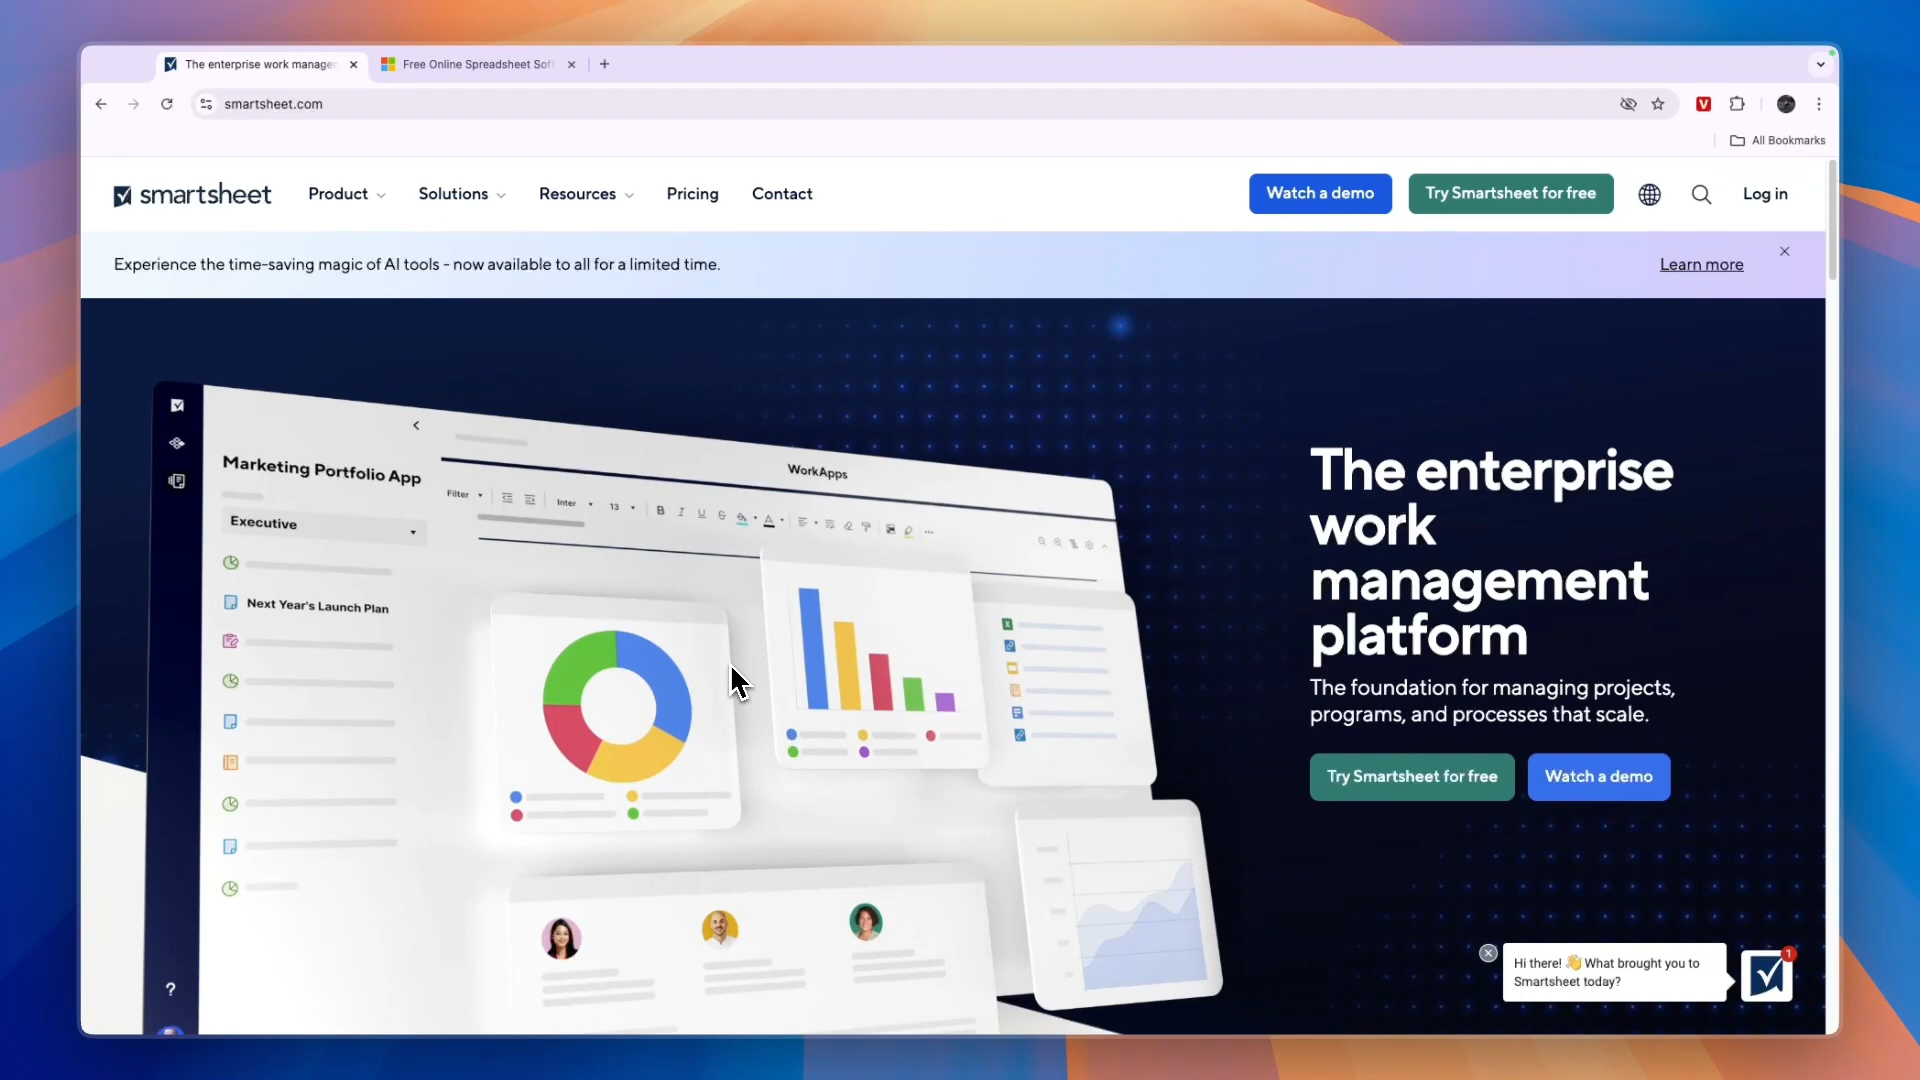 The enterprise work manager
Free Online Spreadsheet Soft
smartsheet.com
All Bookmarks
smartsheet
Product
Solutions
Resources
Pricing
Contact
Watch a demo
Try Smartsheet for free
Log in
Experience the time-saving magic of AI tools - now available to all for a limited time.
Learn more
WorkApps
Marketing Portfolio App
Filter
Inter
13
B
I
U
S
A
Executive
Next Year's Launch Plan
The enterprise
work
management
platform
The foundation for managing projects,
programs, and processes that scale.
Try Smartsheet for free
Watch a demo
Hi there! 👋 What brought you to
Smartsheet today?
1
?